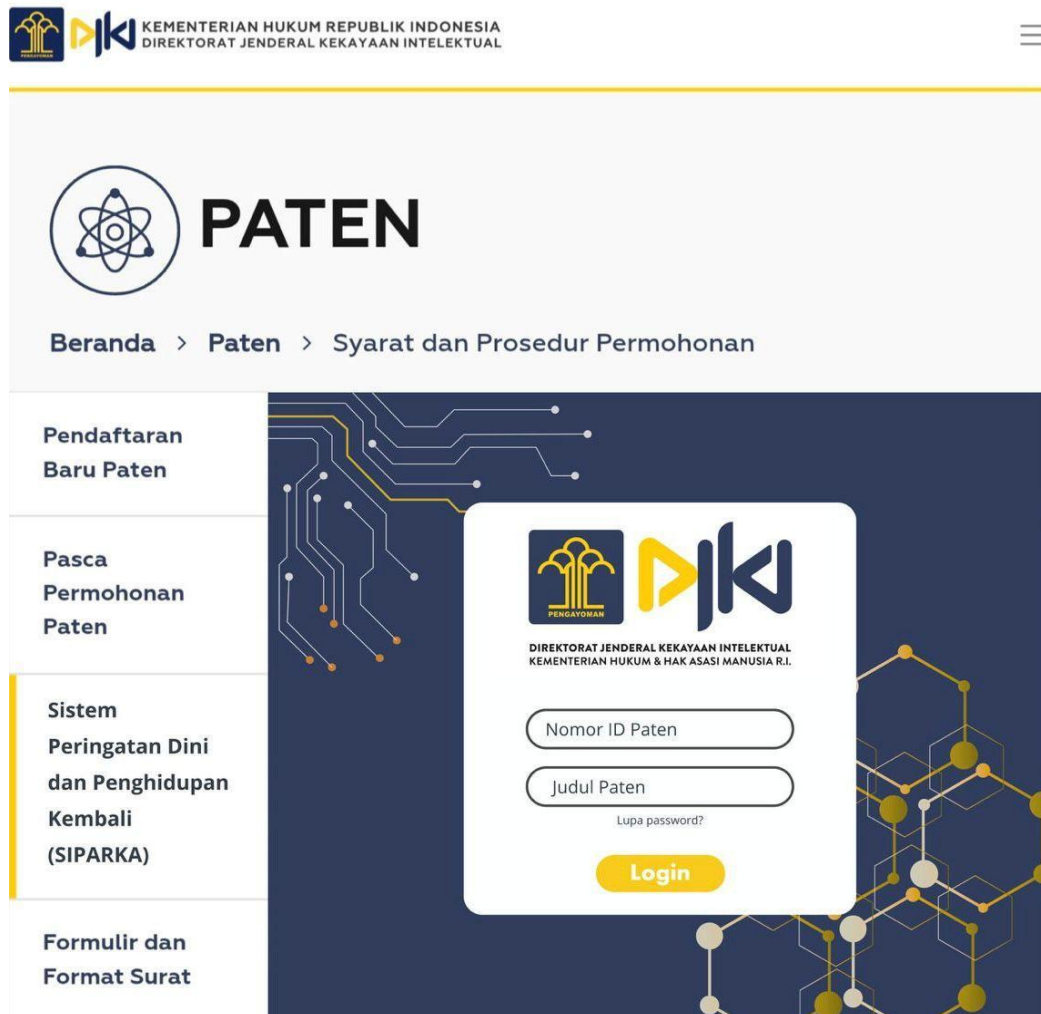 PENGAYOMAN
KEMENTERIAN HUKUM REPUBLIK INDONESIA
DIREKTORAT JENDERAL KEKAYAAN INTELEKTUAL
PATEN
Beranda > Paten > Syarat dan Prosedur Permohonan
Pendaftaran
Baru Paten
Pasca
Permohonan
Paten
Sistem
Peringatan Dini
dan Penghidupan
Kembali
(SIPARKA)
Formulir dan
Format Surat
PENGAYOMAN
DIREKTORAT JENDERAL KEKAYAAN INTELEKTUAL
KEMENTERIAN HUKUM & HAK ASASI MANUSIA R.I.
Nomor ID Paten
Judul Paten
Lupa password?
Login